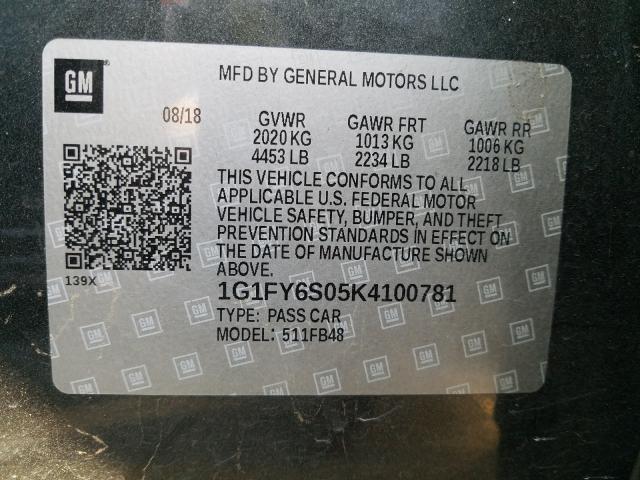 GM
MFD BY GENERAL MOTORS LLC
08/18 GVWR GAWR FRT GAWR RR
2020 KG 1013 KG 1006 KG
4453 LB 2234 LB 2218 LB
THIS VEHICLE CONFORMS TO ALL
APPLICABLE U.S. FEDERAL MOTOR
VEHICLE SAFETY, BUMPER, AND THEFT
PREVENTION STANDARDS IN EFFECT ON
THE DATE OF MANUFACTURE SHOWN
ABOVE.
139X
1G1FY6S05K4100781
TYPE: PASS CAR
MODEL: 511FB48